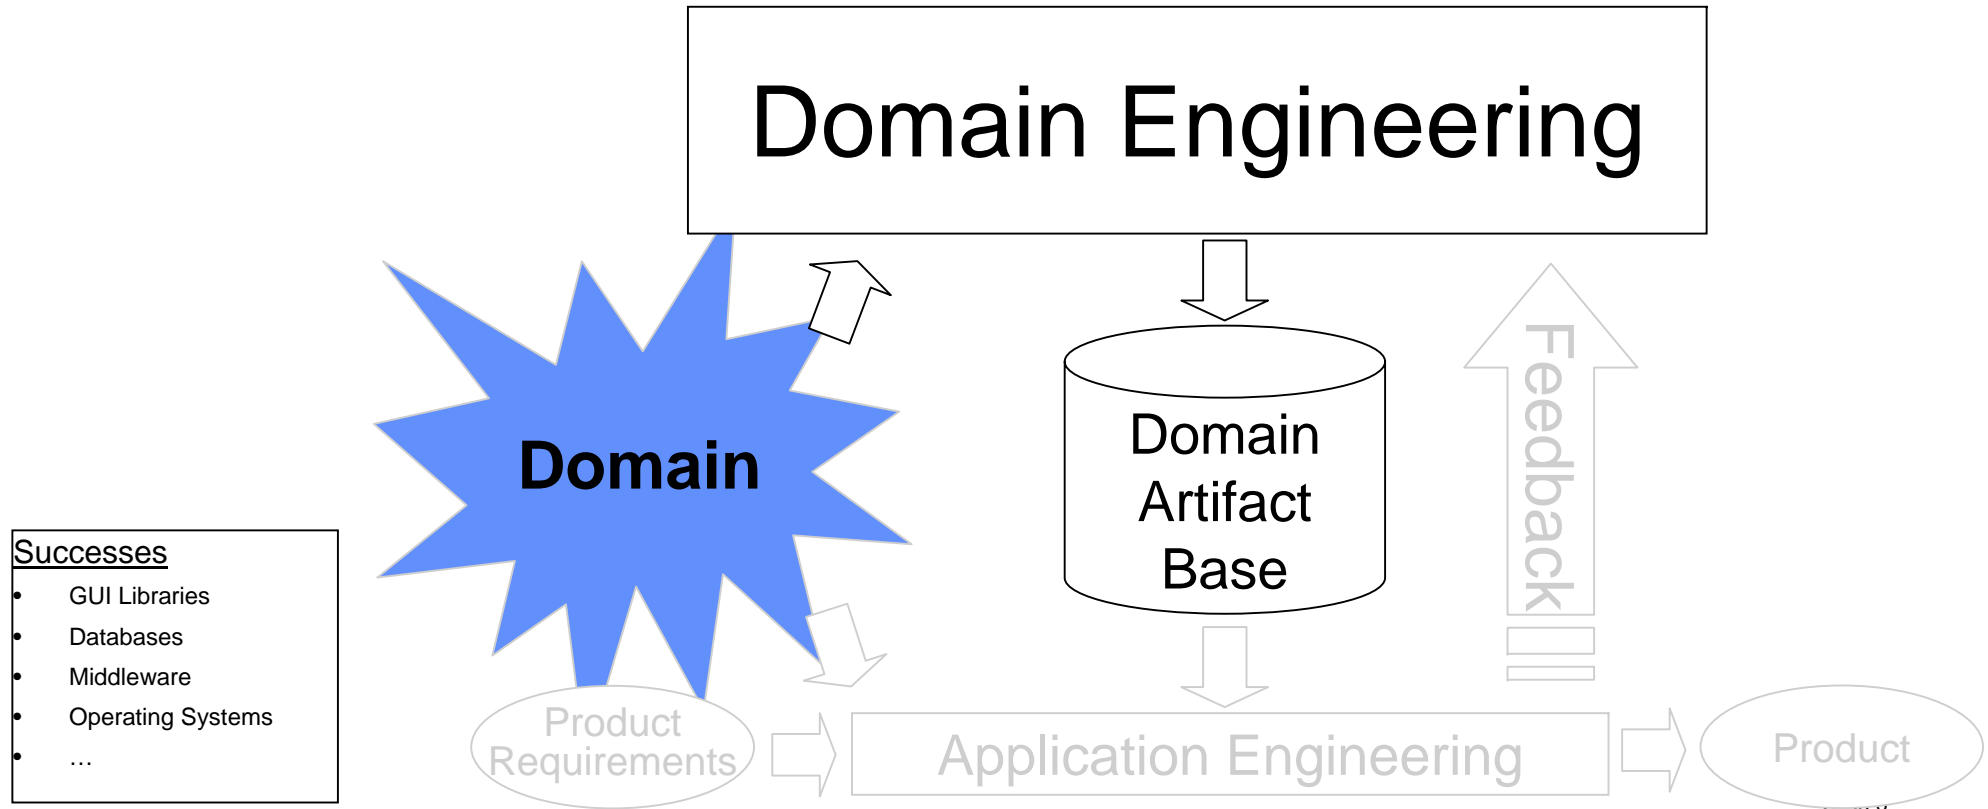 Domain Engineering
Domain
Domain
Artifact
Base
Feedback
Successes
• GUI Libraries
• Databases
• Middleware
• Operating Systems
• …
Product
Requirements
Application Engineering
Product